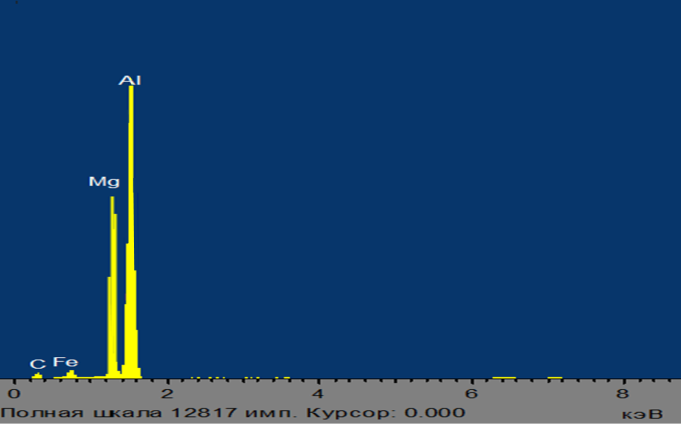 Al
Mg
C Fe
0 2 4 6 8
Полная шкала 12817 имп. Курсор: 0.000 кэВ